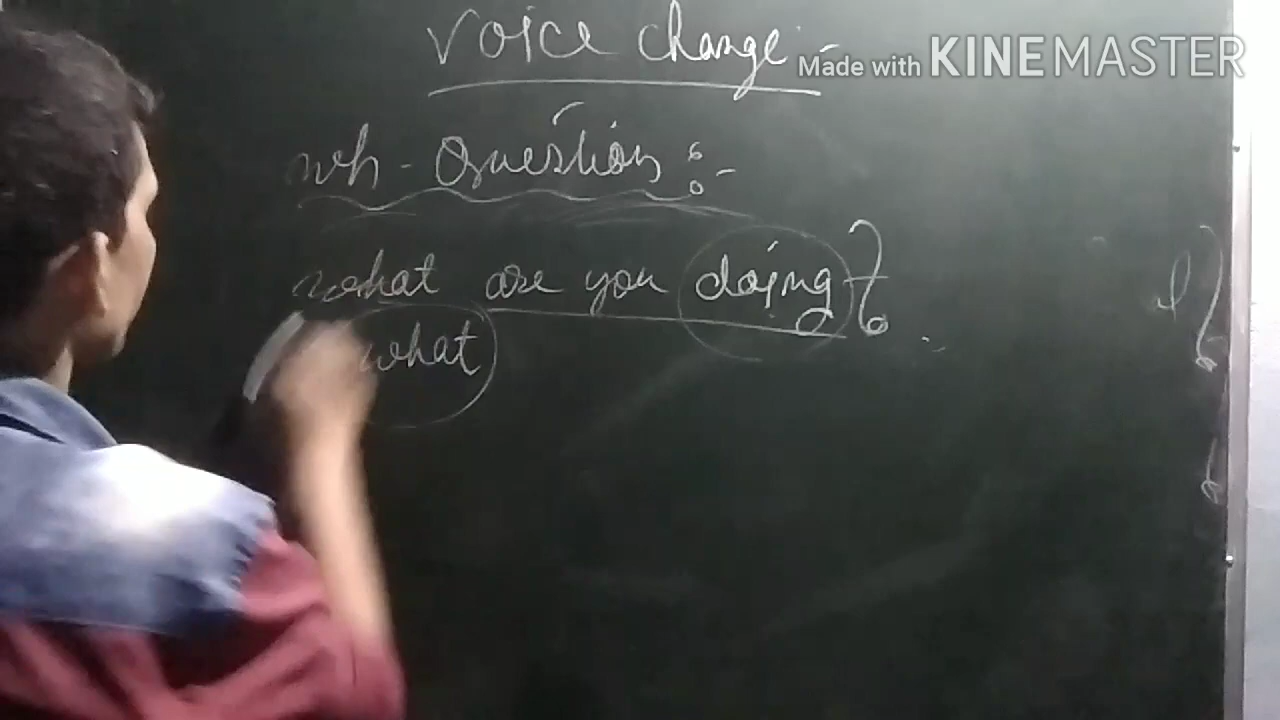 Voice change -
Made with KINEMASTER
wh - Question :-
what are you doing ?
what